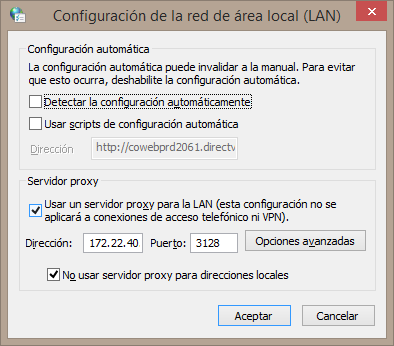 Configuración de la red de área local (LAN)
Configuración automática
La configuración automática puede invalidar a la manual. Para evitar
que esto ocurra, deshabilite la configuración automática.
Detectar la configuración automáticamente
Usar scripts de configuración automática
Dirección
http://cowebprd2061.directv
Servidor proxy
Usar un servidor proxy para la LAN (esta configuración no se
aplicará a conexiones de acceso telefónico ni VPN).
Dirección: 172.22.40 Puerto: 3128 Opciones avanzadas
No usar servidor proxy para direcciones locales
Aceptar Cancelar